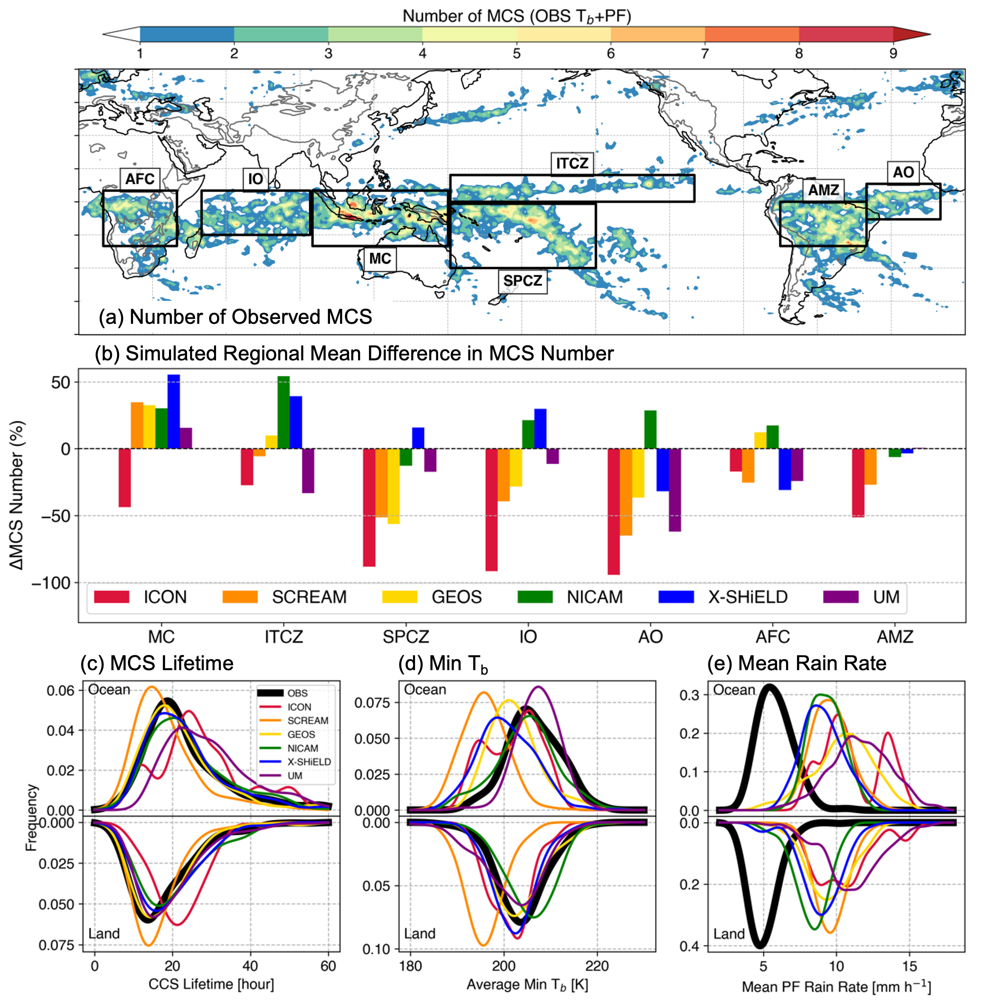 Number of MCS (OBS T_b+PF)
1 2 3 4 5 6 7 8 9
ITCZ
AFC
IO
AO
AMZ
MC
SPCZ
(a) Number of Observed MCS
(b) Simulated Regional Mean Difference in MCS Number
ΔMCS Number (%)
50
0
−50
−100
ICON SCREAM GEOS NICAM X-SHiELD UM
MC ITCZ SPCZ IO AO AFC AMZ
(c) MCS Lifetime
Frequency
Ocean
0.06
0.04
0.02
0.00
OBS
ICON
SCREAM
GEOS
NICAM
X-SHiELD
UM
0.000
0.025
0.050
0.075
Land
0 20 40 60
CCS Lifetime [hour]
(d) Min T_b
Ocean
0.075
0.050
0.025
0.000
0.00
0.05
0.10
Land
180 200 220
Average Min T_b [K]
(e) Mean Rain Rate
Ocean
0.3
0.2
0.1
0.0
0.0
0.2
0.4
Land
5 10 15
Mean PF Rain Rate [mm h⁻¹]